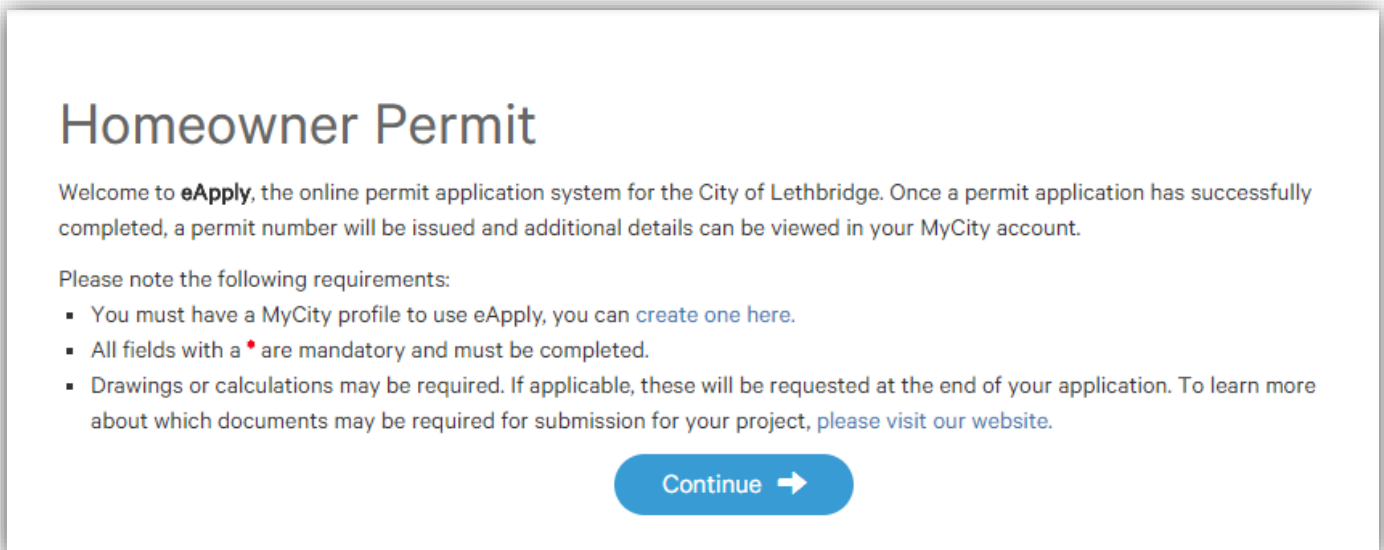 Homeowner Permit
Welcome to eApply, the online permit application system for the City of Lethbridge. Once a permit application has successfully
completed, a permit number will be issued and additional details can be viewed in your MyCity account.
Please note the following requirements:
▪ You must have a MyCity profile to use eApply, you can create one here.
▪ All fields with a * are mandatory and must be completed.
▪ Drawings or calculations may be required. If applicable, these will be requested at the end of your application. To learn more
about which documents may be required for submission for your project, please visit our website.
Continue ➔